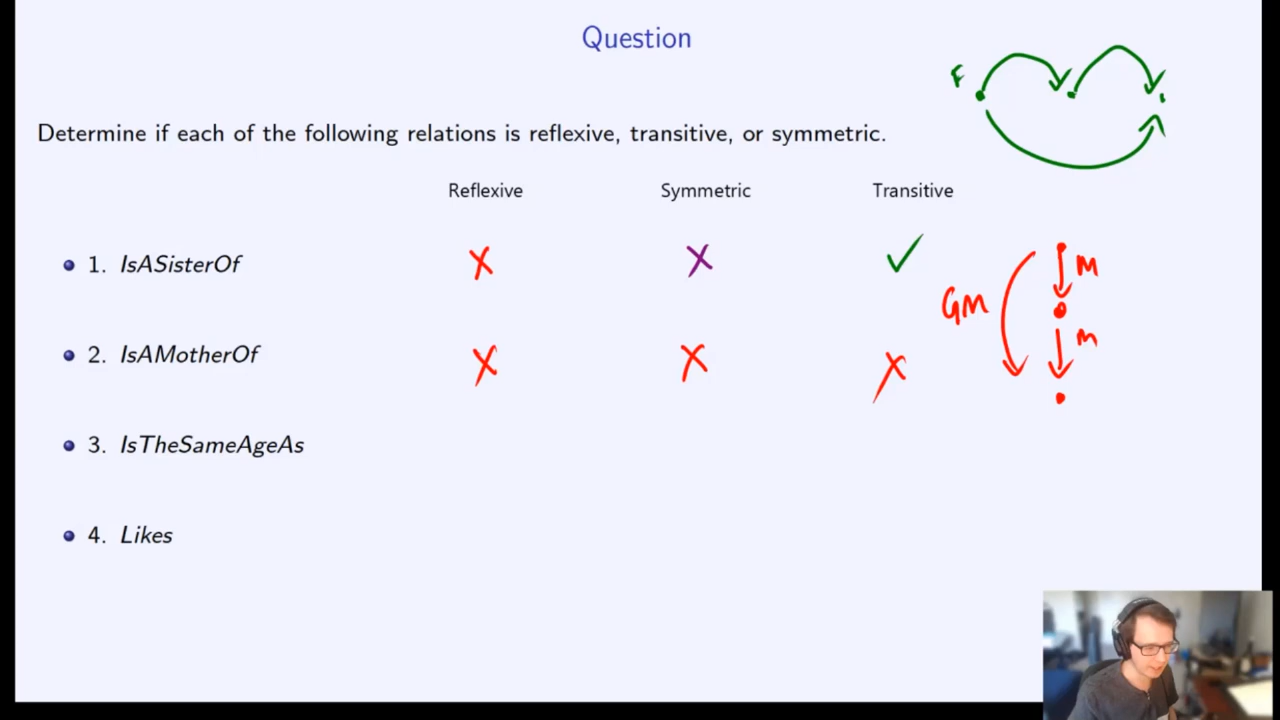 Question
F
Determine if each of the following relations is reflexive, transitive, or symmetric.
Reflexive Symmetric Transitive
1. IsASisterOf X X ✓
M
GM
M
2. IsAMotherOf X X X
3. IsTheSameAgeAs
4. Likes